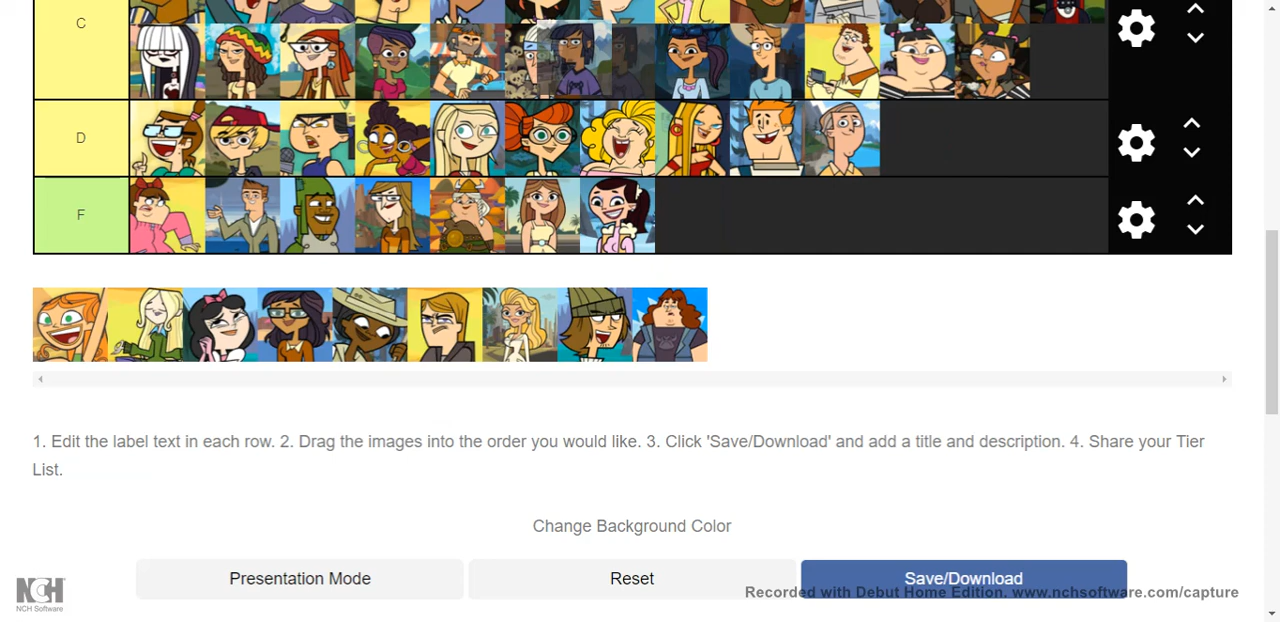 C
D
F
1. Edit the label text in each row. 2. Drag the images into the order you would like. 3. Click 'Save/Download' and add a title and description. 4. Share your Tier
List.
Change Background Color
Presentation Mode
Reset
Save/Download
Recorded with Debut Home Edition. www.nchsoftware.com/capture
NCH
NCH Software